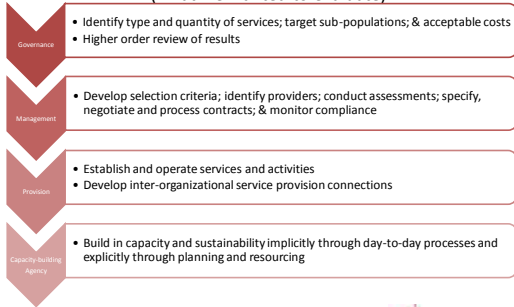 Governance
• Identify type and quantity of services; target sub-populations; & acceptable costs
• Higher order review of results
Management
• Develop selection criteria; identify providers; conduct assessments; specify,
negotiate and process contracts; & monitor compliance
Provision
• Establish and operate services and activities
• Develop inter-organizational service provision connections
Capacity-building
Agency
• Build in capacity and sustainability implicitly through day-to-day processes and
explicitly through planning and resourcing